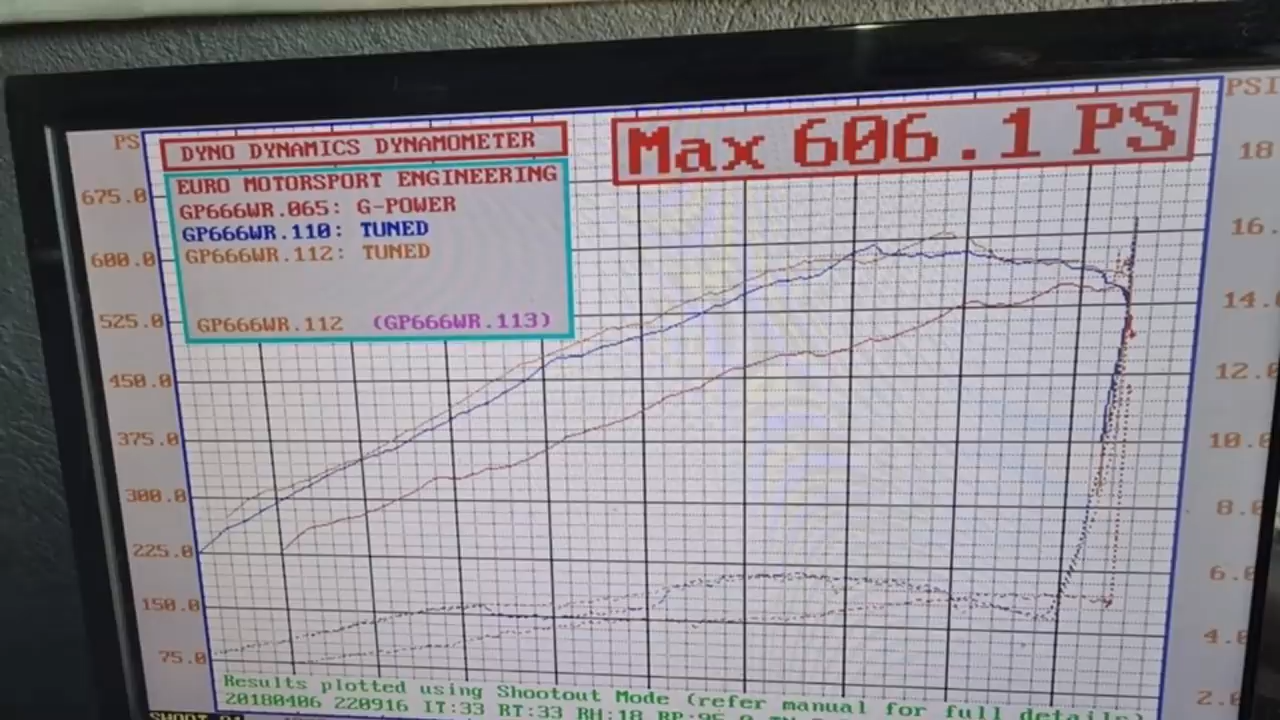 PS
DYNO DYNAMICS DYNAMOMETER
Max 606.1 PS
PSI
EURO MOTORSPORT ENGINEERING
GP666WR.065: G-POWER
GP666WR.110: TUNED
GP666WR.112: TUNED
GP666WR.112 (GP666WR.113)
675.0
600.0
525.0
450.0
375.0
300.0
225.0
150.0
75.0
18
16.
14.
12.
10.
8.
6.
4.
2.
Results plotted using Shootout Mode (refer manual for full details)
20180406 220916 IT:33 RT:33 RH:18